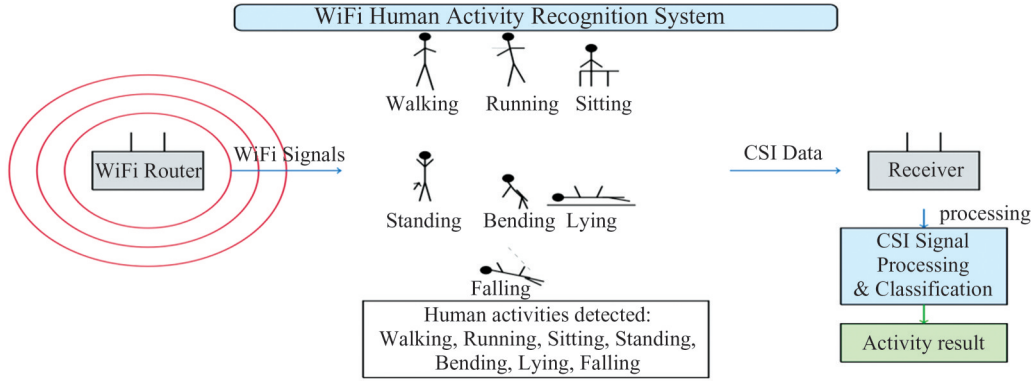 WiFi Human Activity Recognition System
Walking Running Sitting
WiFi Router
WiFi Signals
CSI Data
Receiver
Standing Bending Lying
processing
CSI Signal
Processing
& Classification
Falling
Human activities detected:
Walking, Running, Sitting, Standing,
Bending, Lying, Falling
Activity result